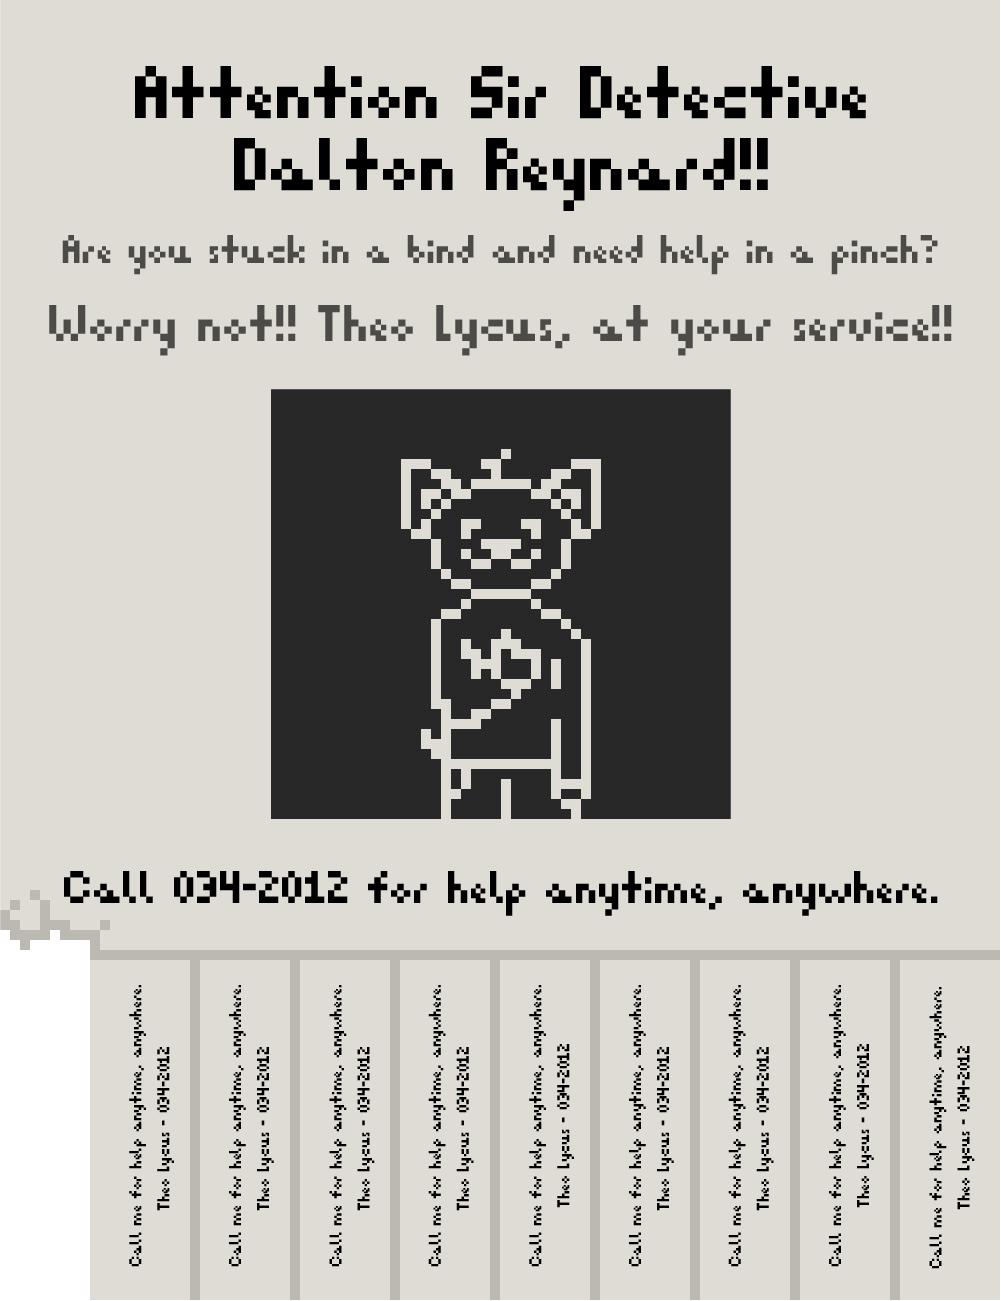 Attention Sir Detective
Dalton Reynard!!
Are you stuck in a bind and need help in a pinch?
Worry not!! Theo Lycus, at your service!!
Call 034-2012 for help anytime, anywhere.
Call me for help anytime, anywhere.
Theo Lycus - 034-2012
Call me for help anytime, anywhere.
Theo Lycus - 034-2012
Call me for help anytime, anywhere.
Theo Lycus - 034-2012
Call me for help anytime, anywhere.
Theo Lycus - 034-2012
Call me for help anytime, anywhere.
Theo Lycus - 034-2012
Call me for help anytime, anywhere.
Theo Lycus - 034-2012
Call me for help anytime, anywhere.
Theo Lycus - 034-2012
Call me for help anytime, anywhere.
Theo Lycus - 034-2012
Call me for help anytime, anywhere.
Theo Lycus - 034-2012